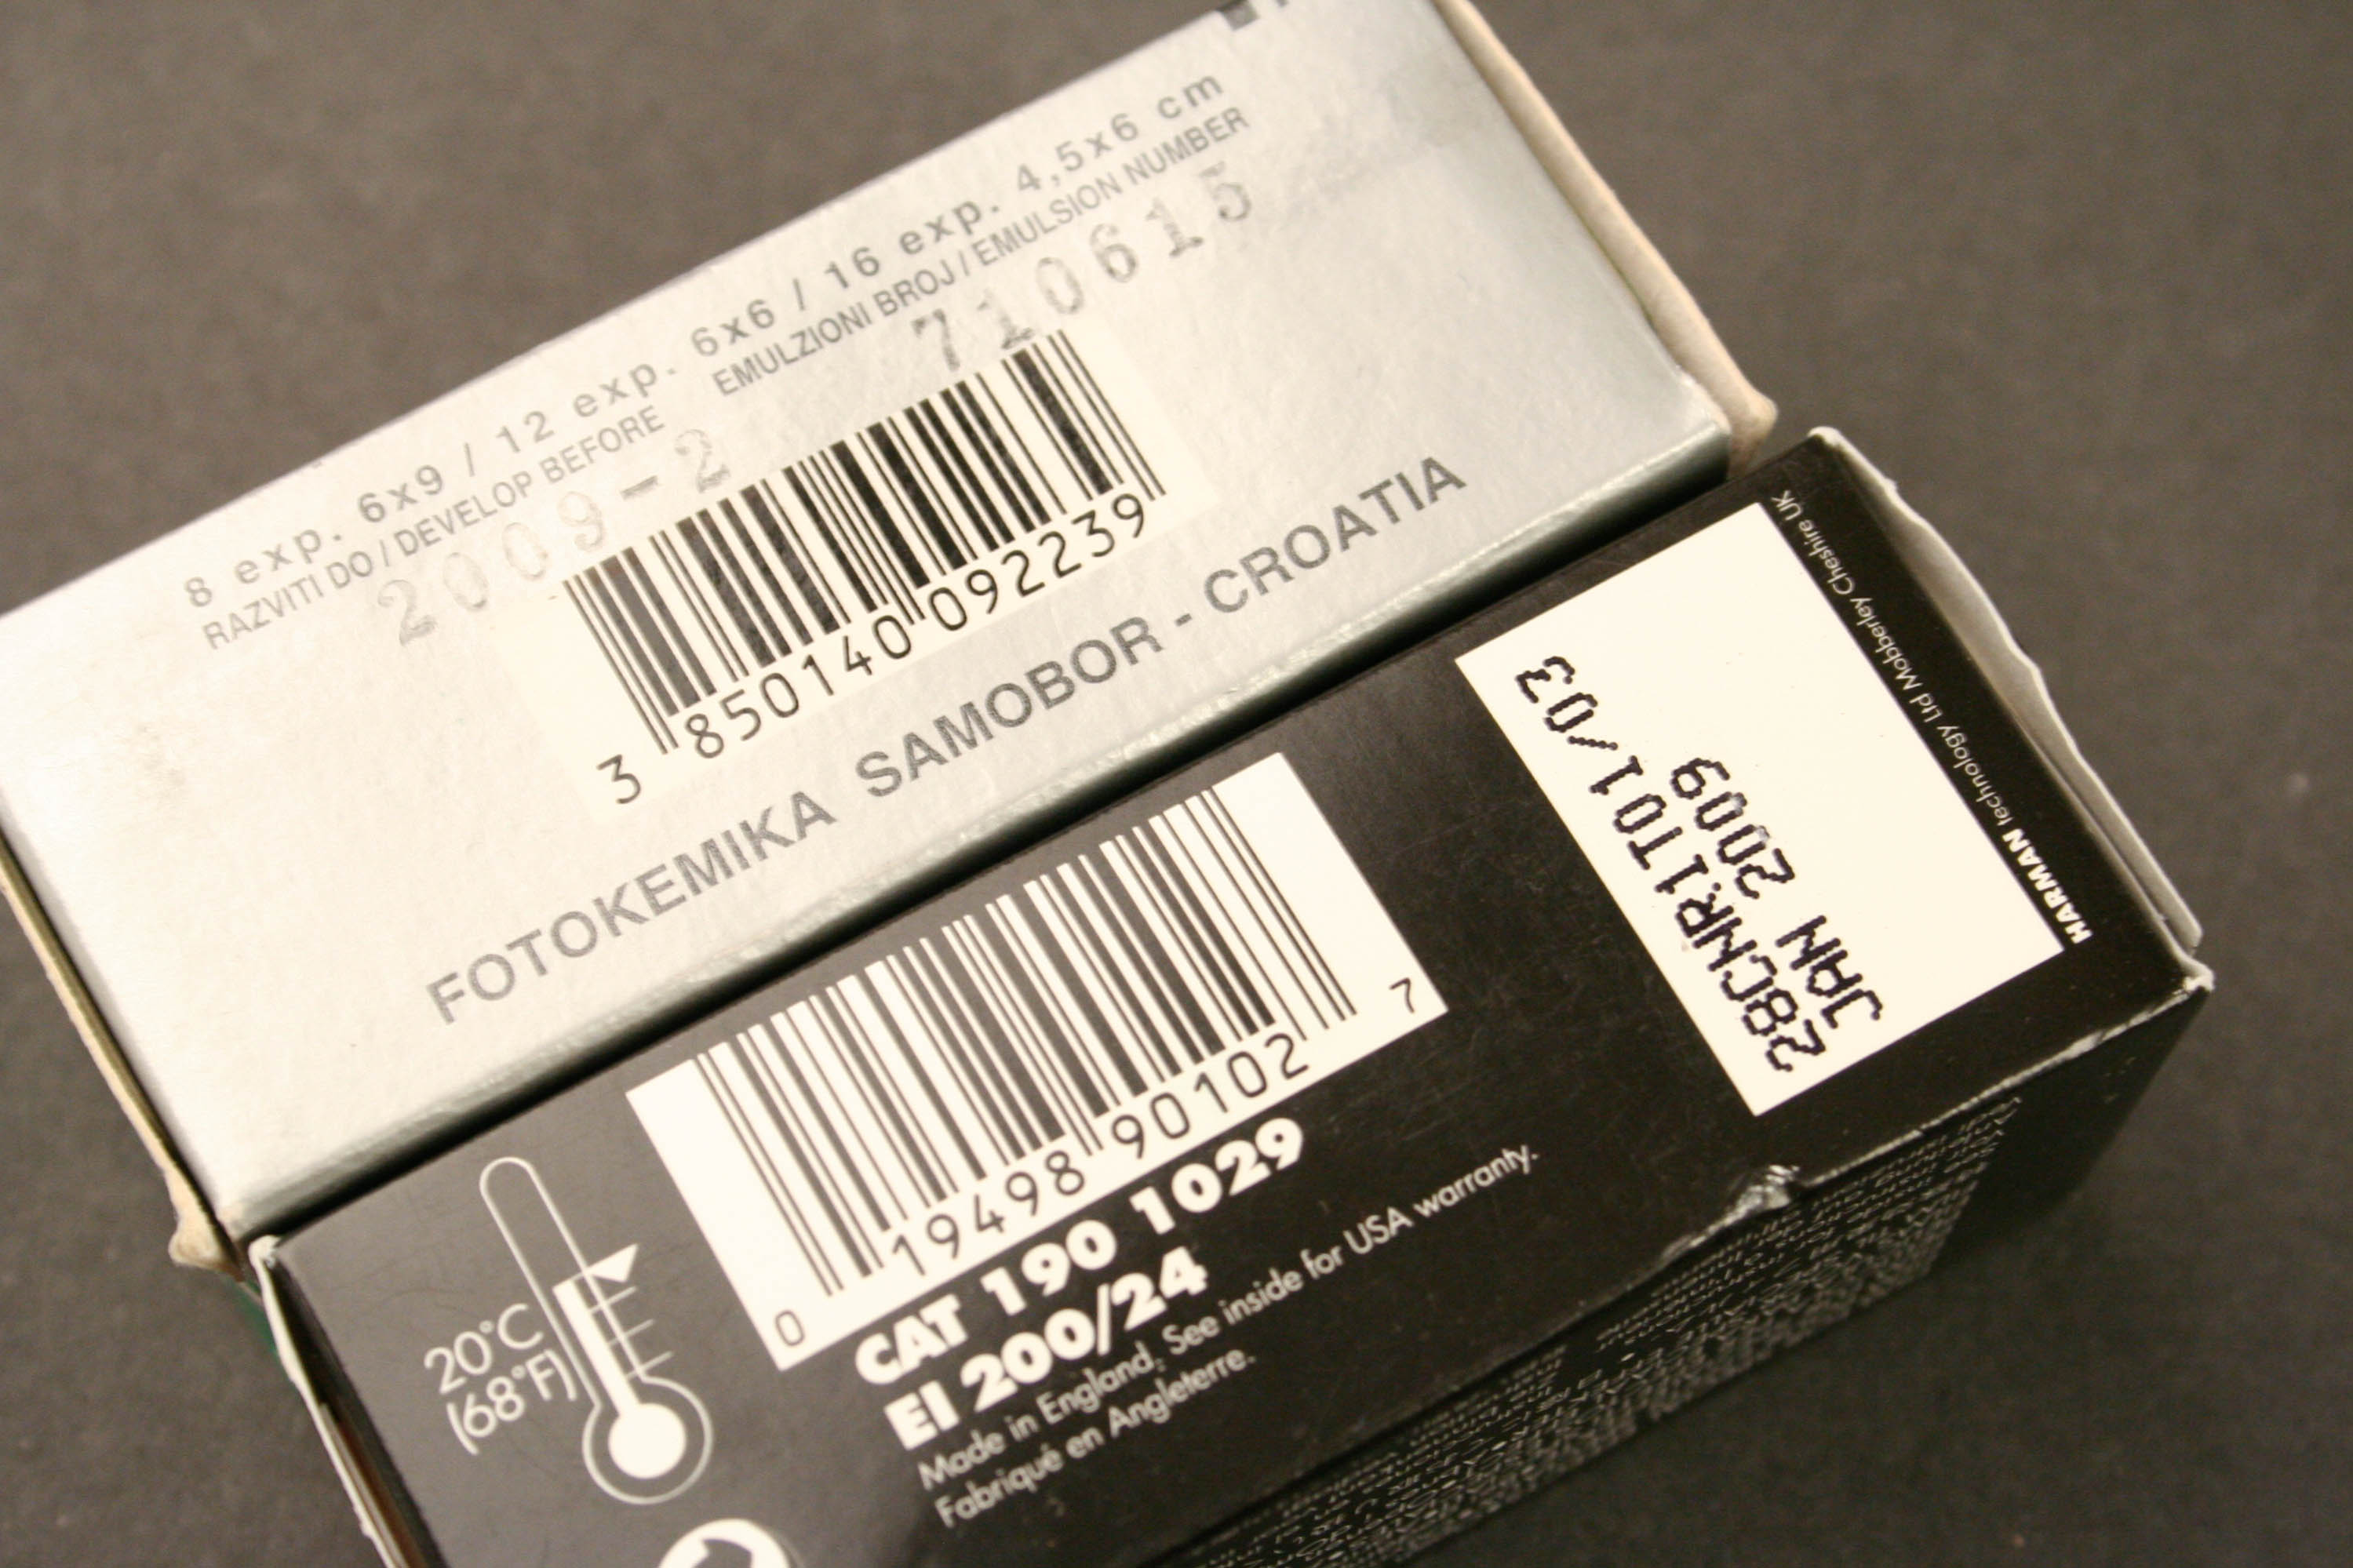 8 exp. 6x9 / 12 exp. 6x6 / 16 exp. 4,5x6 cm
RAZVITI DO / DEVELOP BEFORE EMULZIONI BROJ / EMULSION NUMBER
2009-2 710615
3 850140 092239
FOTOKEMIKA SAMOBOR - CROATIA
HARMAN technology Ltd Mobberley Cheshire UK
28CNR1T01/03
JAN 2009
0 19498 90102 7
CAT 190 1029
EI 200/24
Made in England. See inside for USA warranty.
Fabriqué en Angleterre.
20°C
(68°F)